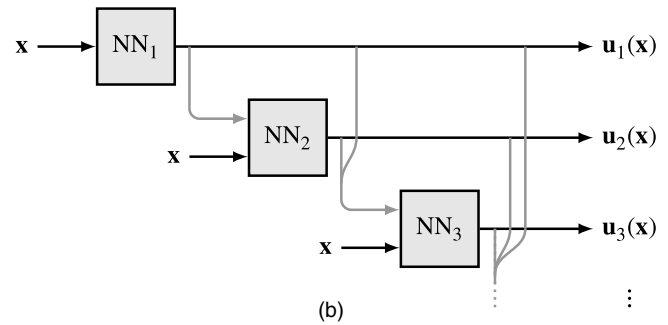 x NN₁ u₁(x)
x NN₂ u₂(x)
x NN₃ u₃(x)
(b)